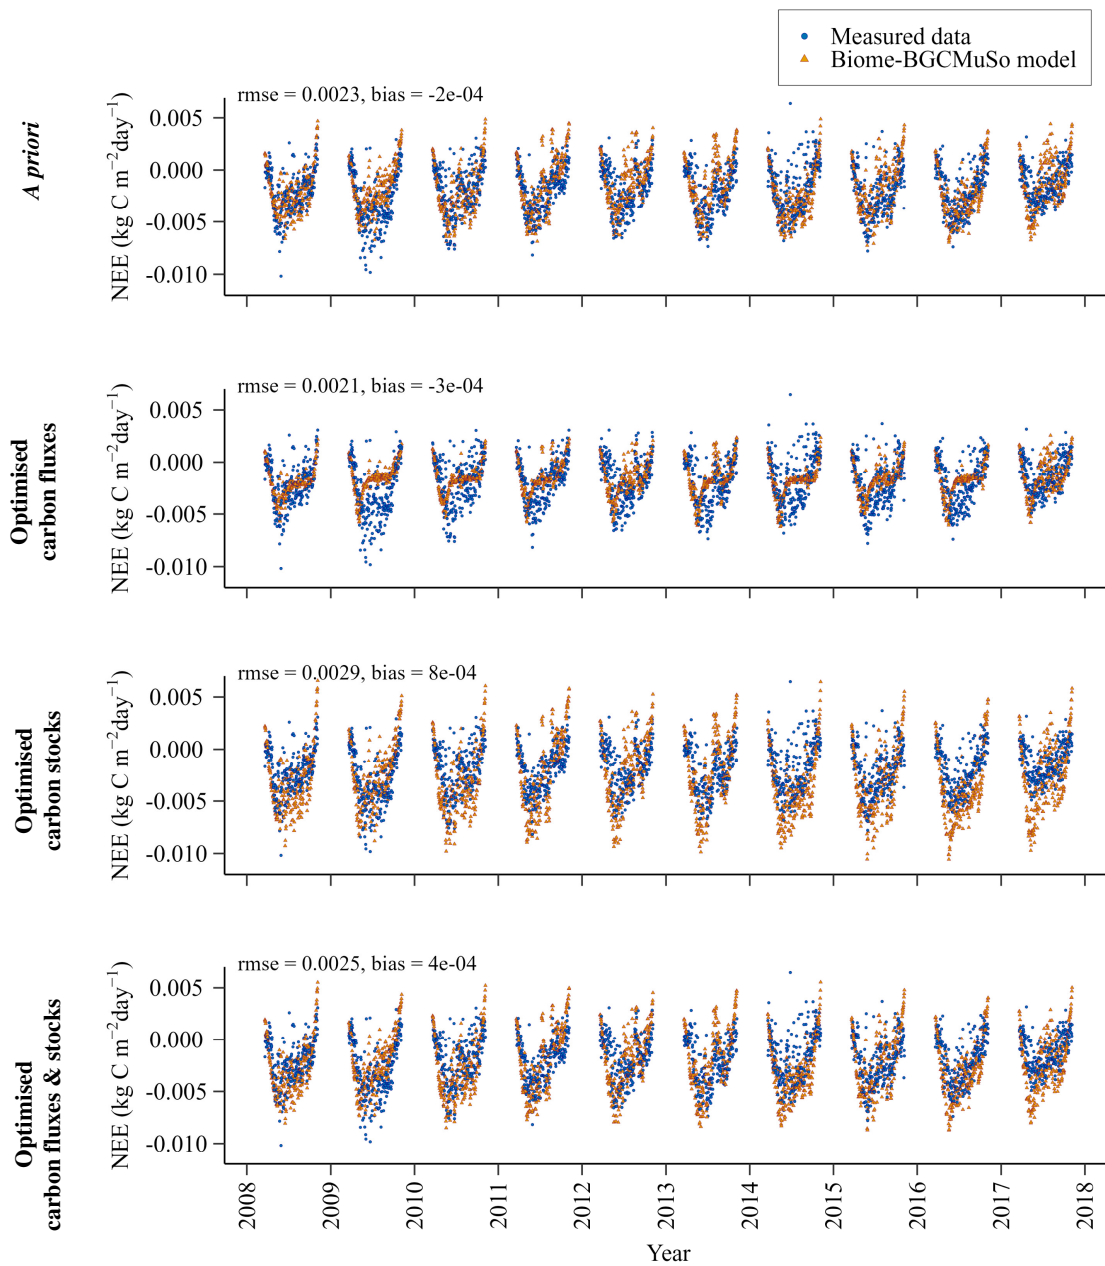 Measured data
Biome-BGCMuSo model
A priori
NEE (kg C m−2day−1)
rmse = 0.0023, bias = -2e-04
0.005
0.000
-0.005
-0.010
Optimised
carbon fluxes
NEE (kg C m−2day−1)
rmse = 0.0021, bias = -3e-04
0.005
0.000
-0.005
-0.010
Optimised
carbon stocks
NEE (kg C m−2day−1)
rmse = 0.0029, bias = 8e-04
0.005
0.000
-0.005
-0.010
Optimised
carbon fluxes & stocks
NEE (kg C m−2day−1)
rmse = 0.0025, bias = 4e-04
0.005
0.000
-0.005
-0.010
2008 2009 2010 2011 2012 2013 2014 2015 2016 2017 2018
Year